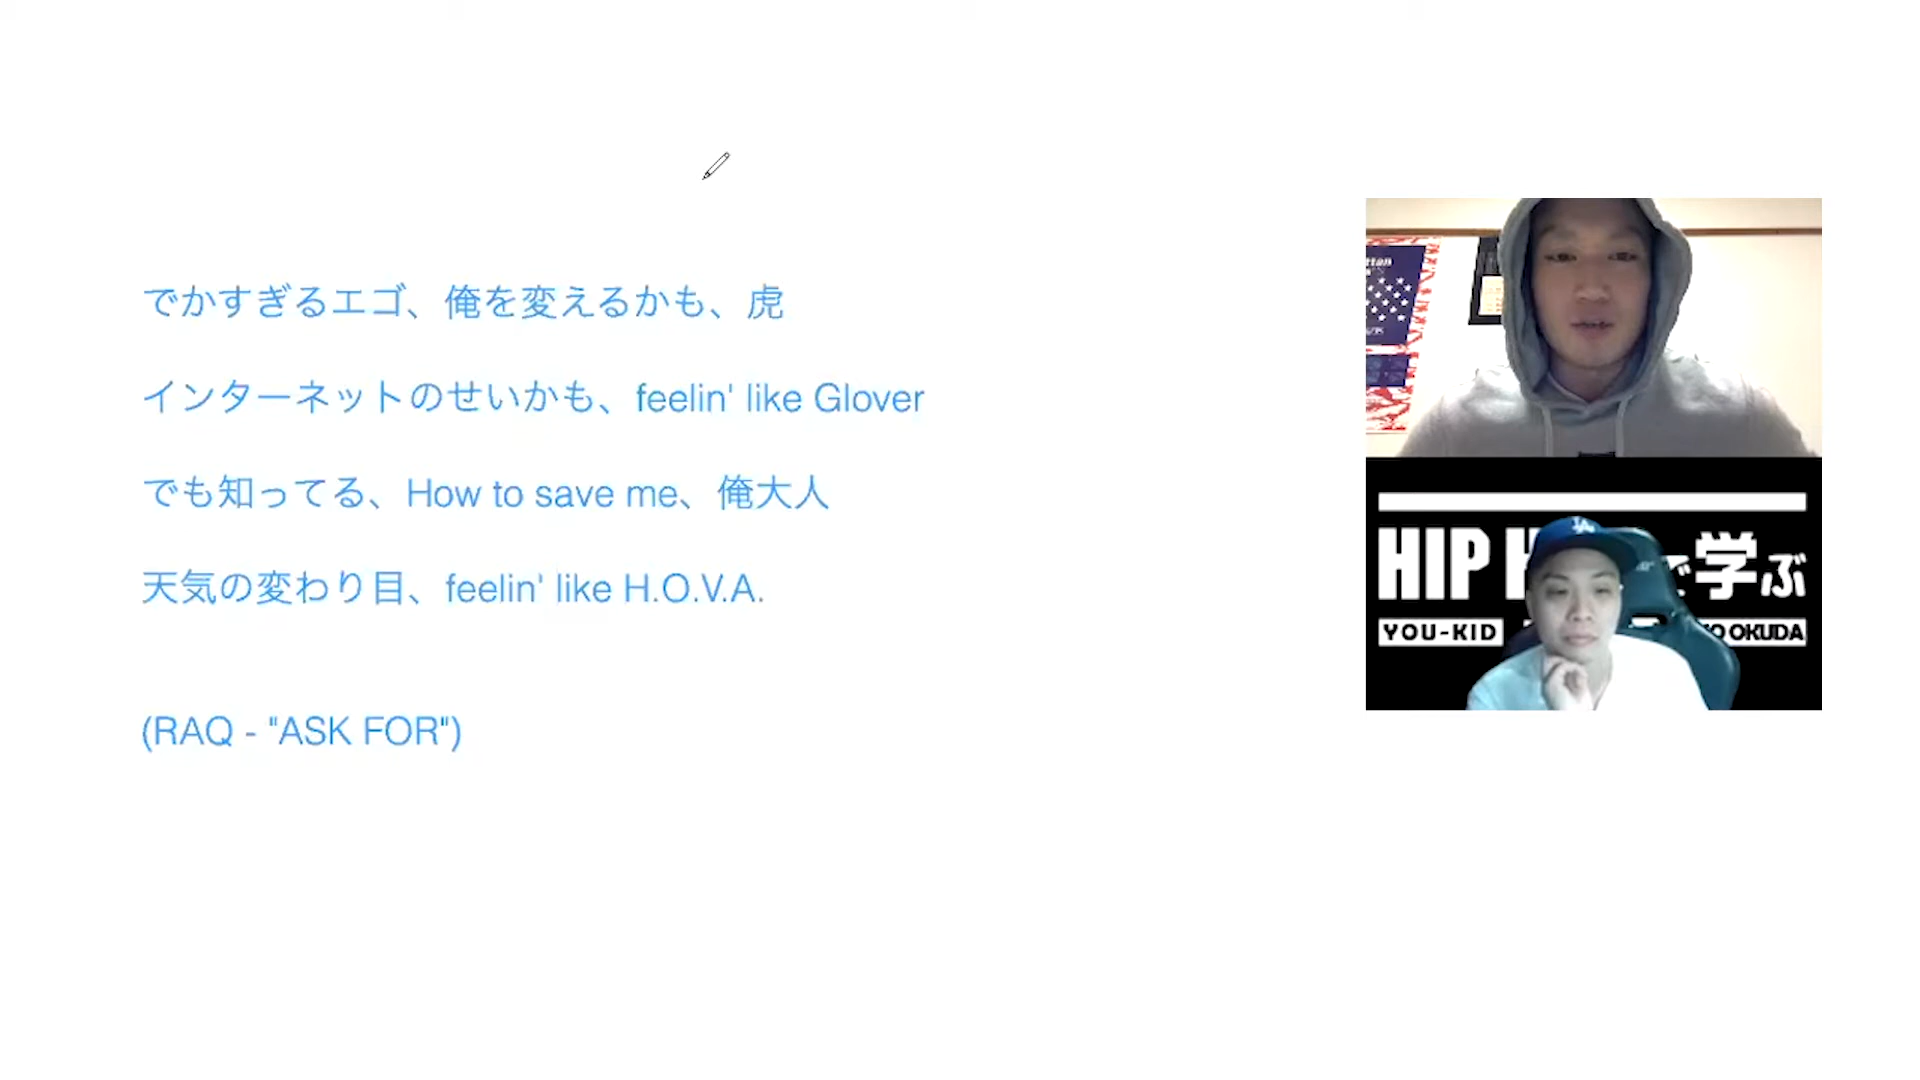 でかすぎるエゴ、俺を変えるかも、虎
インターネットのせいかも、feelin' like Glover
でも知ってる、How to save me、俺大人
天気の変わり目、feelin' like H.O.V.A.
(RAQ - "ASK FOR")
HIP H で学ぶ
YOU-KID
O OKUDA
LA